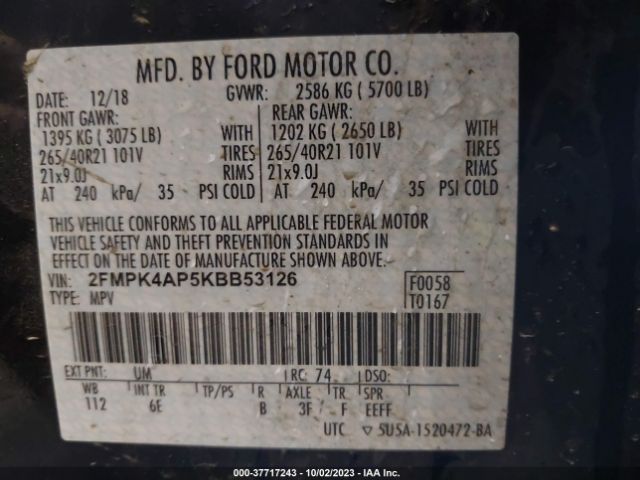 MFD. BY FORD MOTOR CO.
DATE: 12/18 GVWR: 2586 KG ( 5700 LB)
FRONT GAWR: REAR GAWR:
1395 KG ( 3075 LB) WITH 1202 KG ( 2650 LB) WITH
265/40R21 101V TIRES 265/40R21 101V TIRES
21x9.0J RIMS 21x9.0J RIMS
AT 240 kPa/ 35 PSI COLD AT 240 kPa/ 35 PSI COLD
THIS VEHICLE CONFORMS TO ALL APPLICABLE FEDERAL MOTOR
VEHICLE SAFETY AND THEFT PREVENTION STANDARDS IN
EFFECT ON THE DATE OF MANUFACTURE SHOWN ABOVE.
VIN: 2FMPK4AP5KBB53126 F0058
TYPE: MPV T0167
EXT PNT: UM RC: 74 DSO:
WB INT TR TP/PS R AXLE TR SPR
112 6E B 3F F EEFF
UTC ▽ 5U5A-1520472-BA
000-37717243 - 10/02/2023 - IAA Inc.